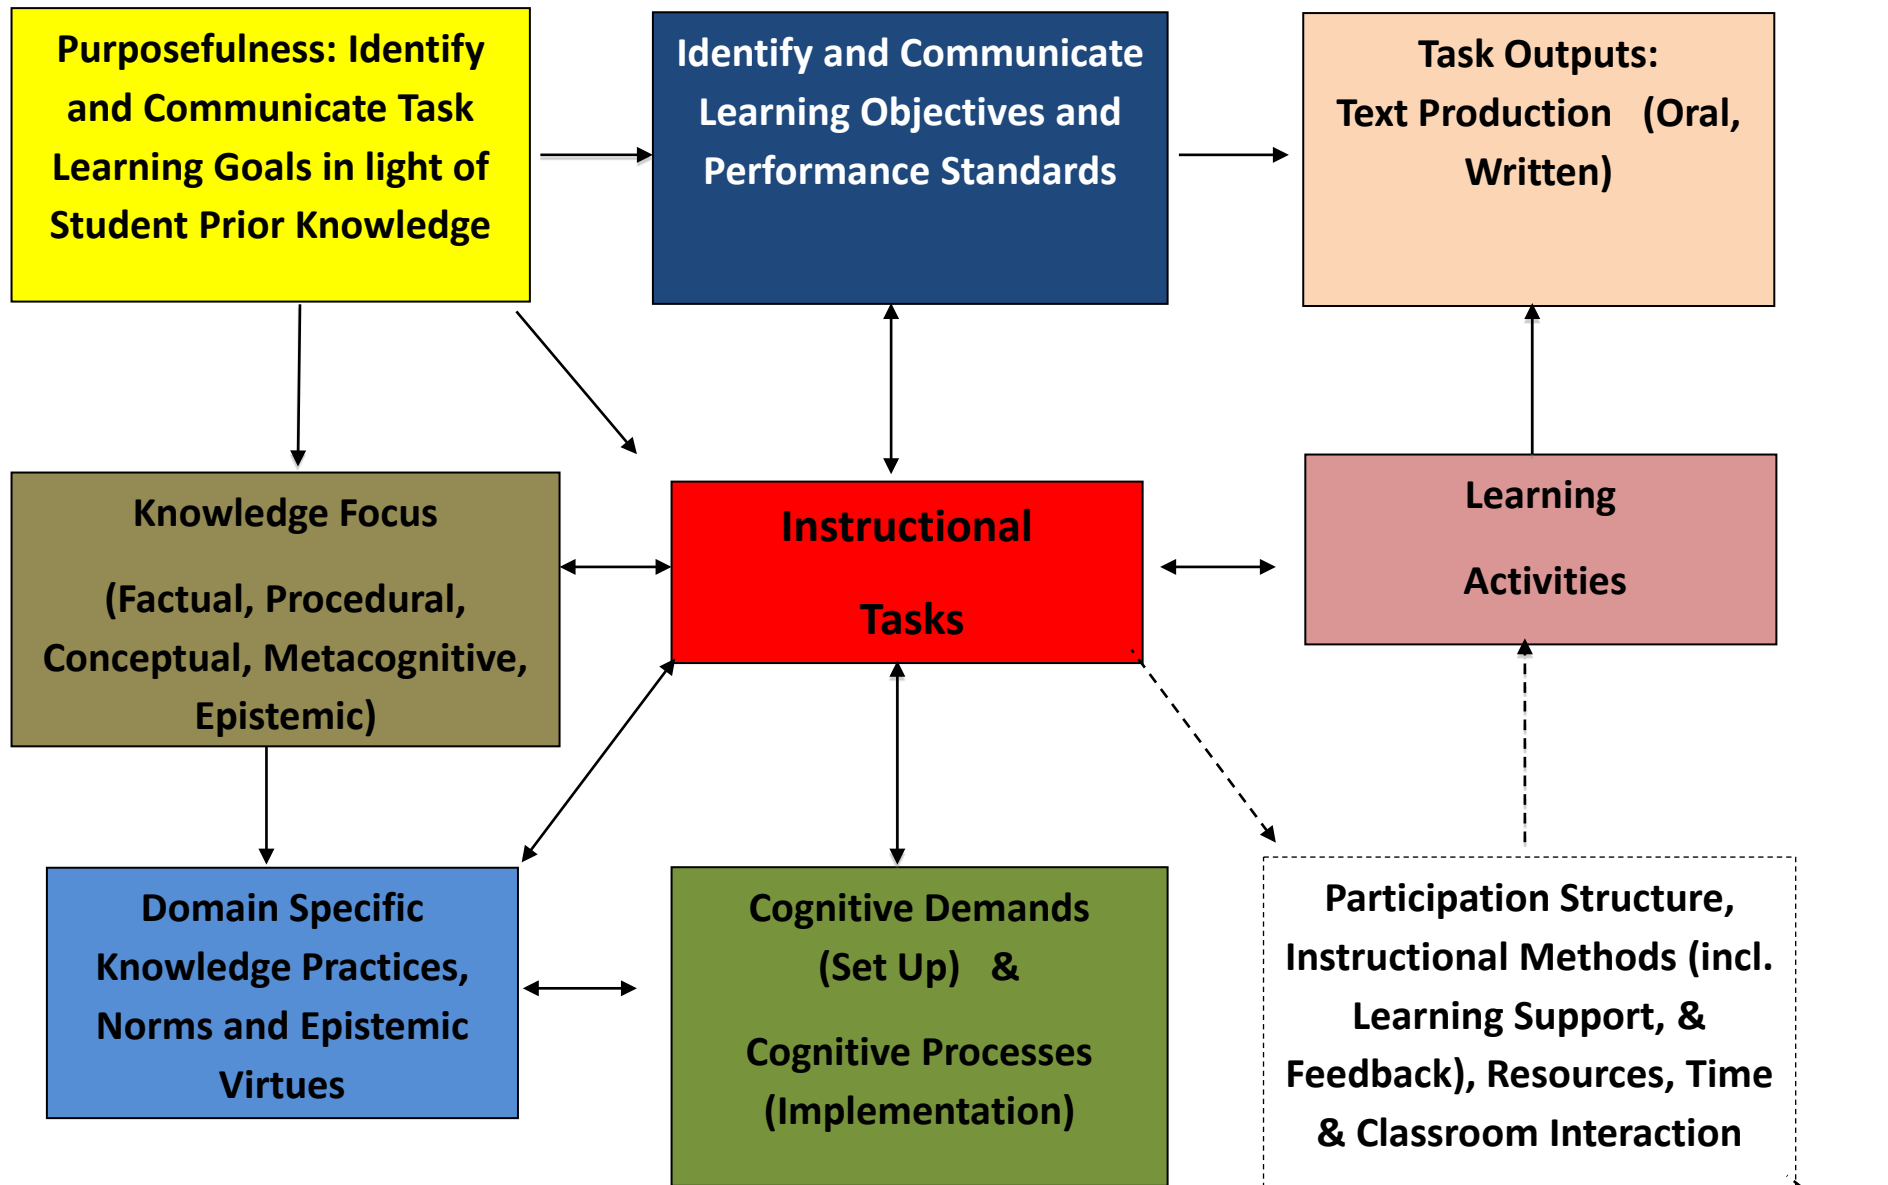 Purposefulness: Identify
and Communicate Task
Learning Goals in light of
Student Prior Knowledge
Identify and Communicate
Learning Objectives and
Performance Standards
Task Outputs:
Text Production (Oral,
Written)
Knowledge Focus
(Factual, Procedural,
Conceptual, Metacognitive,
Epistemic)
Instructional
Tasks
Learning
Activities
Domain Specific
Knowledge Practices,
Norms and Epistemic
Virtues
Cognitive Demands
(Set Up) &
Cognitive Processes
(Implementation)
Participation Structure,
Instructional Methods (incl.
Learning Support, &
Feedback), Resources, Time
& Classroom Interaction